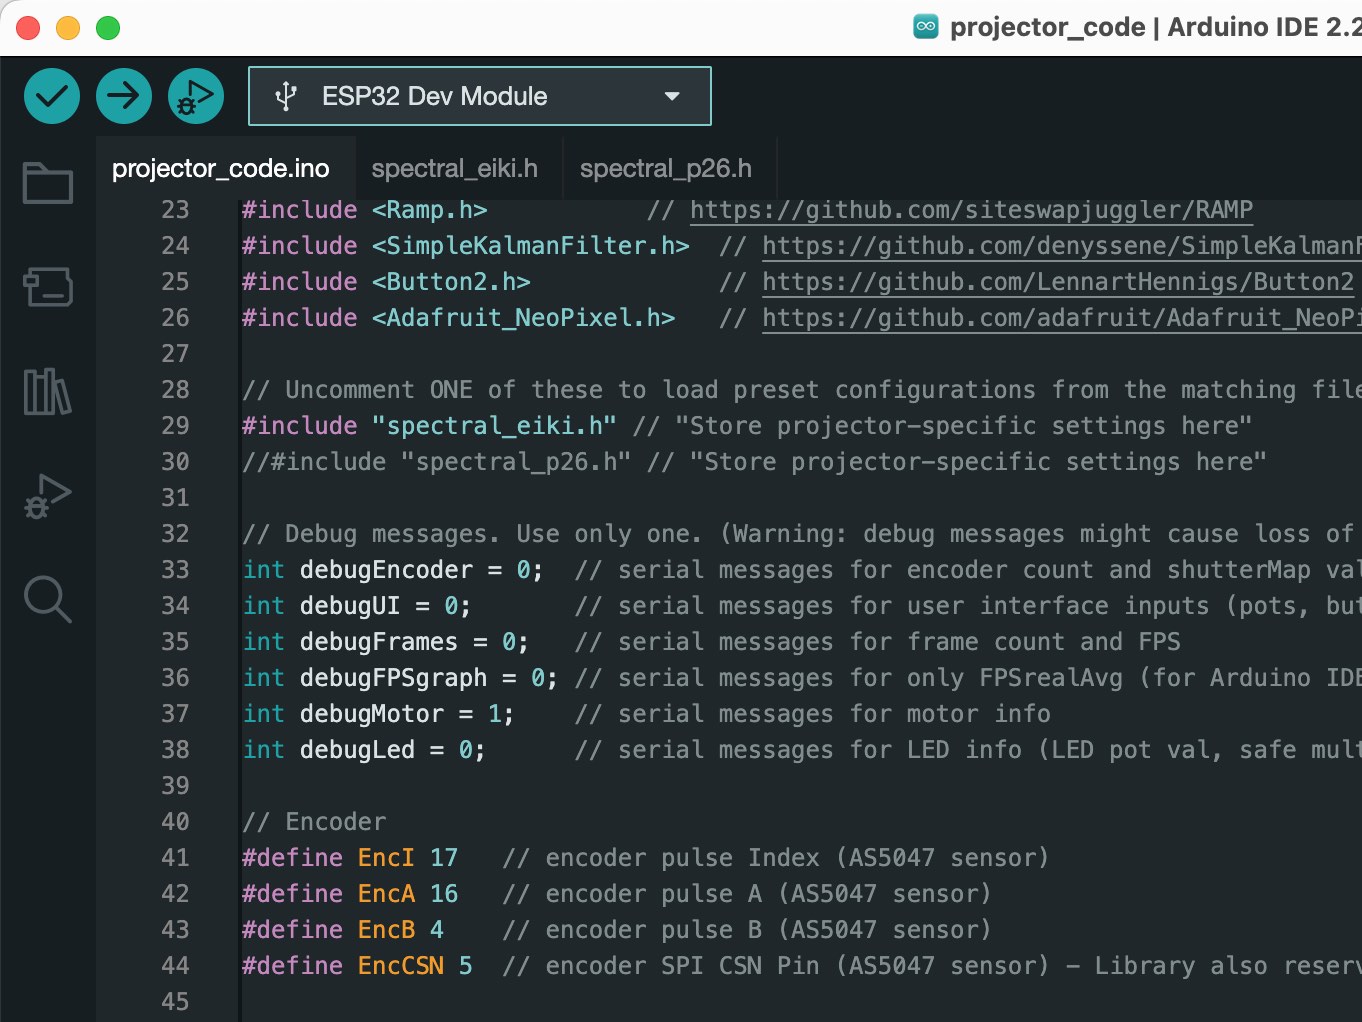 projector_code | Arduino IDE 2.2
ESP32 Dev Module
projector_code.ino spectral_eiki.h spectral_p26.h
23 #include <Ramp.h> // https://github.com/siteswapjuggler/RAMP
24 #include <SimpleKalmanFilter.h> // https://github.com/denyssene/SimpleKalmanF
25 #include <Button2.h> // https://github.com/LennartHennigs/Button2
26 #include <Adafruit_NeoPixel.h> // https://github.com/adafruit/Adafruit_NeoPi
27
28 // Uncomment ONE of these to load preset configurations from the matching file
29 #include "spectral_eiki.h" // "Store projector-specific settings here"
30 //#include "spectral_p26.h" // "Store projector-specific settings here"
31
32 // Debug messages. Use only one. (Warning: debug messages might cause loss of
33 int debugEncoder = 0; // serial messages for encoder count and shutterMap val
34 int debugUI = 0; // serial messages for user interface inputs (pots, but
35 int debugFrames = 0; // serial messages for frame count and FPS
36 int debugFPSgraph = 0; // serial messages for only FPSrealAvg (for Arduino IDE
37 int debugMotor = 1; // serial messages for motor info
38 int debugLed = 0; // serial messages for LED info (LED pot val, safe mult
39
40 // Encoder
41 #define EncI 17 // encoder pulse Index (AS5047 sensor)
42 #define EncA 16 // encoder pulse A (AS5047 sensor)
43 #define EncB 4 // encoder pulse B (AS5047 sensor)
44 #define EncCSN 5 // encoder SPI CSN Pin (AS5047 sensor) - Library also reserv
45